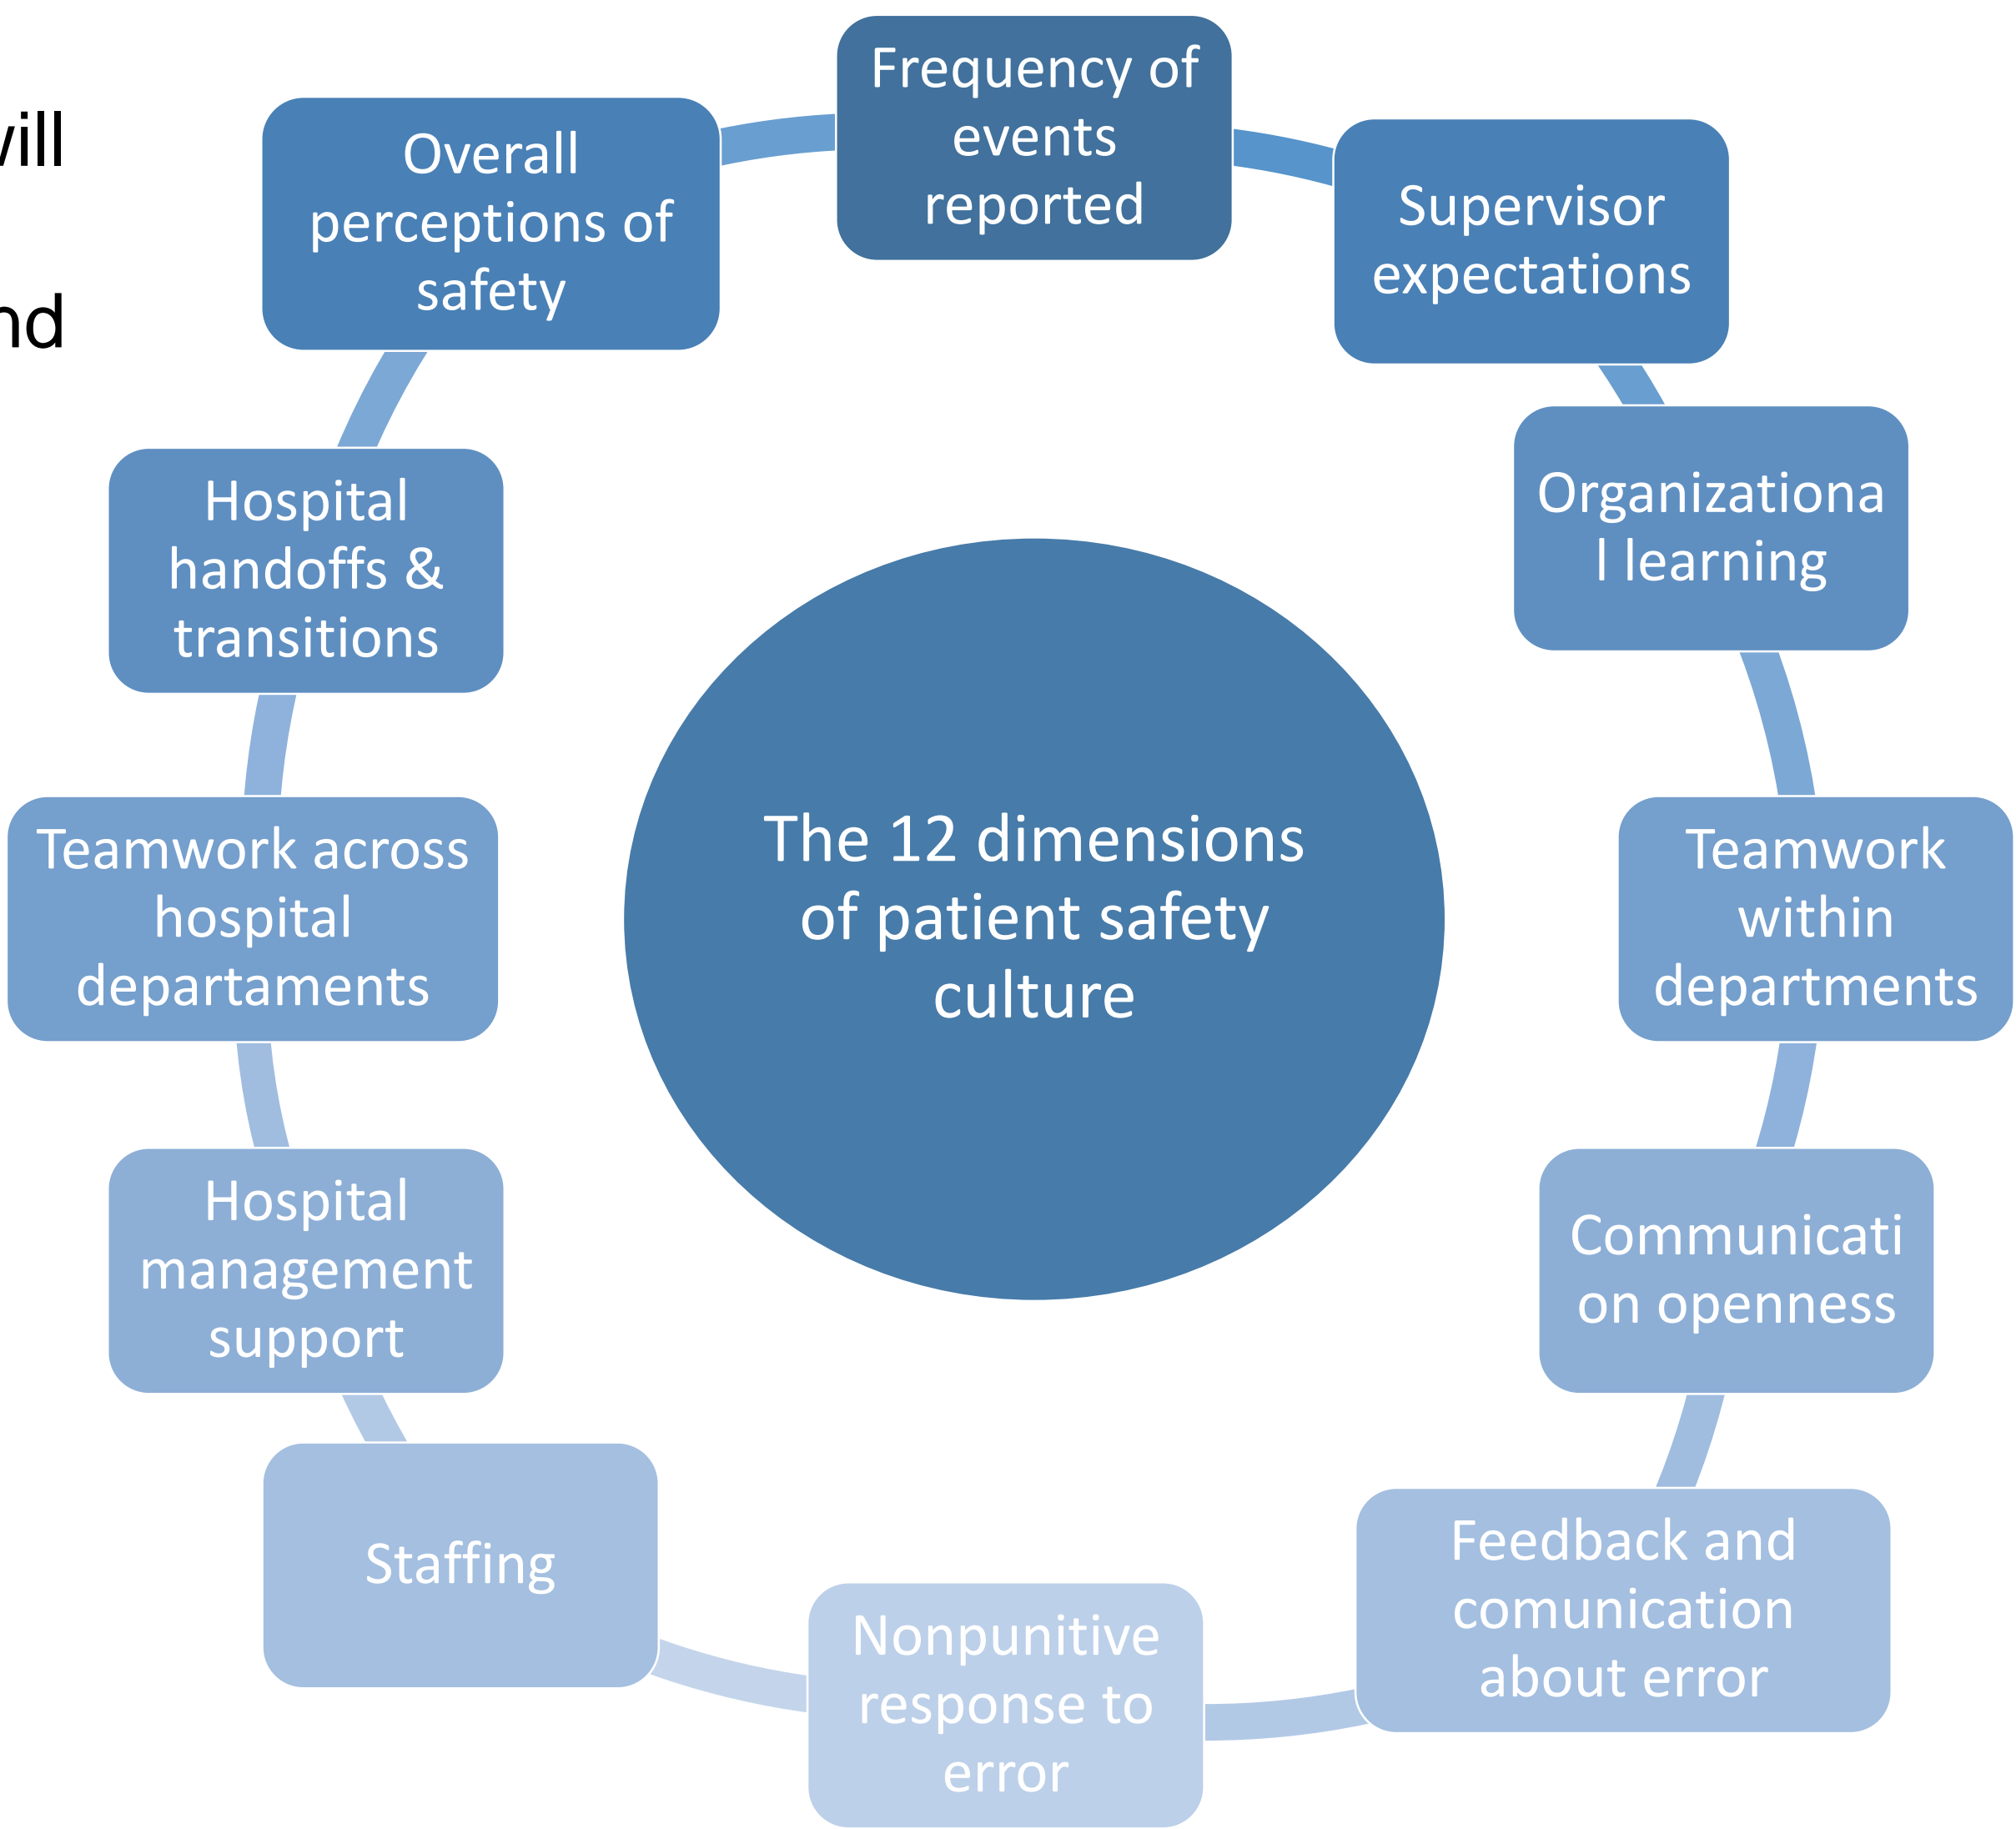 will
nd
Frequency of
events
reported
Supervisor
expectations
Organizationa
l learning
Teamwork
within
departments
Communicati
on openness
Feedback and
comunication
about error
Nonpunitive
response to
error
Staffing
Hospital
management
support
Teamwork across
hospital
departaments
Hospital
handoffs &
transitions
Overall
perceptions of
safety
The 12 dimensions
of patient safety
culture